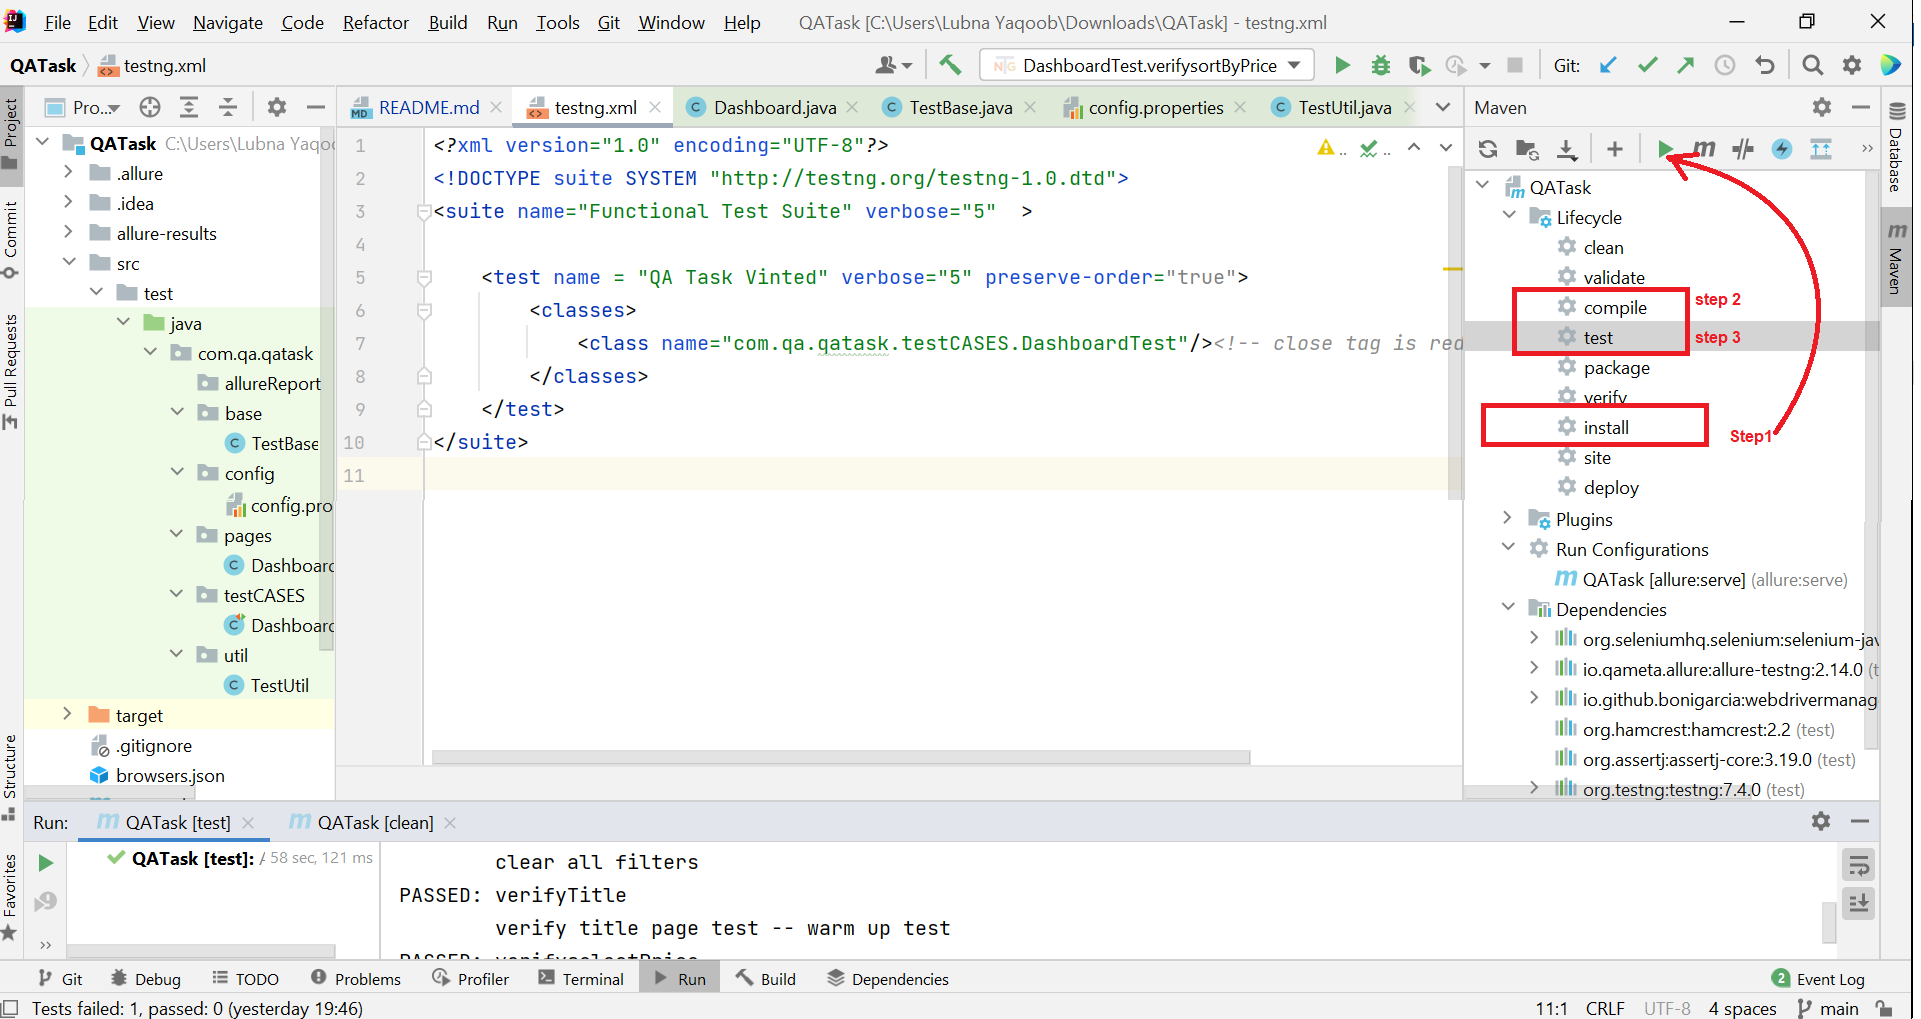 File Edit View Navigate Code Refactor Build Run Tools Git Window Help QATask [C:\Users\Lubna Yaqoob\Downloads\QATask] - testng.xml
QATask testng.xml DashboardTest.verifysortByPrice Git:
Project Pro... README.md testng.xml Dashboard.java TestBase.java config.properties TestUtil.java Maven
QATask C:\Users\Lubna Yaqoo
.allure
.idea
allure-results
src
test
java
com.qa.qatask
allureReport
base
TestBase
config
config.pro
pages
Dashboard
testCASES
Dashboard
util
TestUtil
target
.gitignore
browsers.json
Commit
Pull Requests
Structure
Favorites
1 <?xml version="1.0" encoding="UTF-8"?>
2 <!DOCTYPE suite SYSTEM "http://testng.org/testng-1.0.dtd">
3 <suite name="Functional Test Suite" verbose="5"  >
4
5 <test name = "QA Task Vinted" verbose="5" preserve-order="true">
6 <classes>
7 <class name="com.qa.qatask.testCASES.DashboardTest"/><!-- close tag is red
8 </classes>
9 </test>
10 </suite>
11
QATask
Lifecycle
clean
validate
compile step 2
test step 3
package
verify
install Step1
site
deploy
Plugins
Run Configurations
QATask [allure:serve] (allure:serve)
Dependencies
org.seleniumhq.selenium:selenium-jav
io.qameta.allure:allure-testng:2.14.0 (t
io.github.bonigarcia:webdrivermanag
org.hamcrest:hamcrest:2.2 (test)
org.assertj:assertj-core:3.19.0 (test)
org.testng:testng:7.4.0 (test)
Database
Maven
Run: QATask [test] QATask [clean]
QATask [test]: 58 sec, 121 ms
clear all filters
PASSED: verifyTitle
verify title page test -- warm up test
PASSED: verifyselectPrice
Git Debug TODO Problems Profiler Terminal Run Build Dependencies 2 Event Log
Tests failed: 1, passed: 0 (yesterday 19:46) 11:1 CRLF UTF-8 4 spaces main